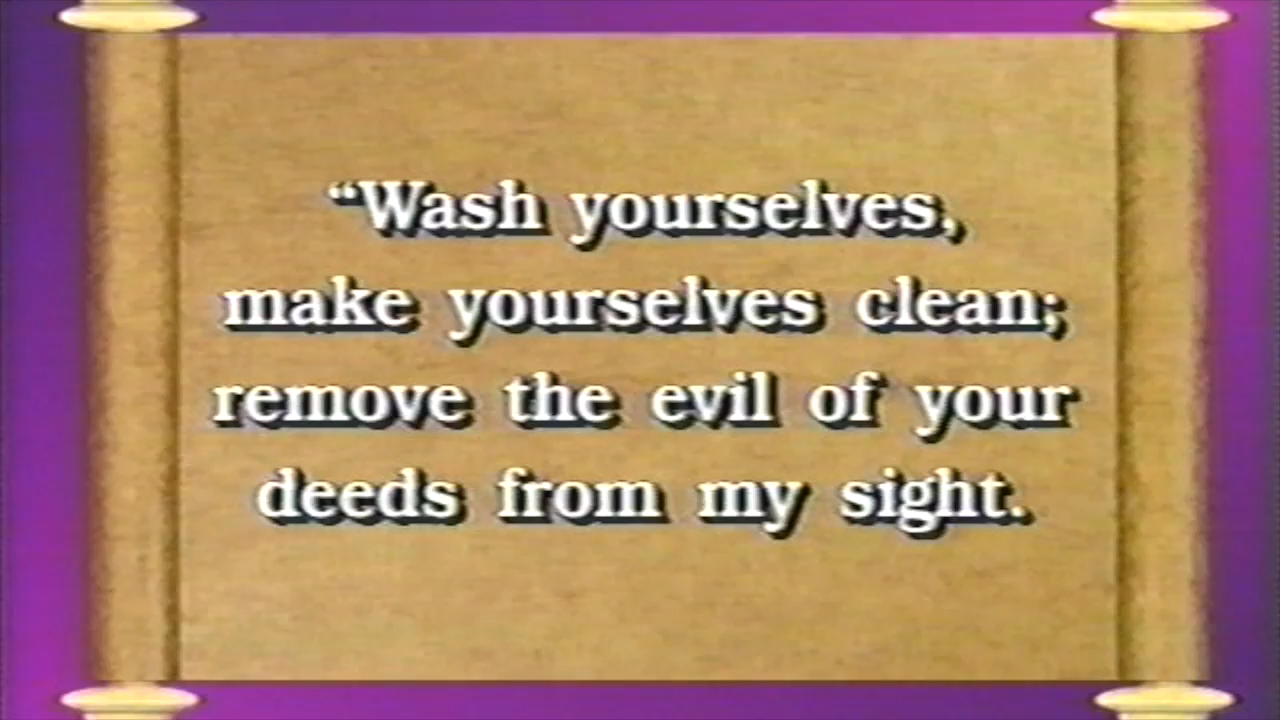 “Wash yourselves,
make yourselves clean;
remove the evil of your
deeds from my sight.